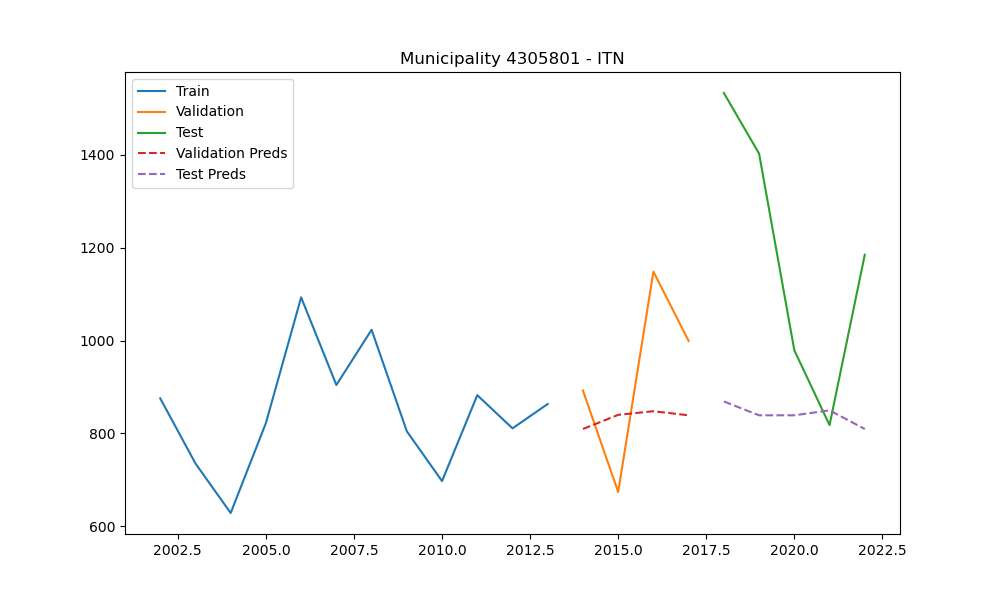 Municipality 4305801 - ITN
Train
Validation
Test
Validation Preds
Test Preds
1400
1200
1000
800
600
2002.5 2005.0 2007.5 2010.0 2012.5 2015.0 2017.5 2020.0 2022.5